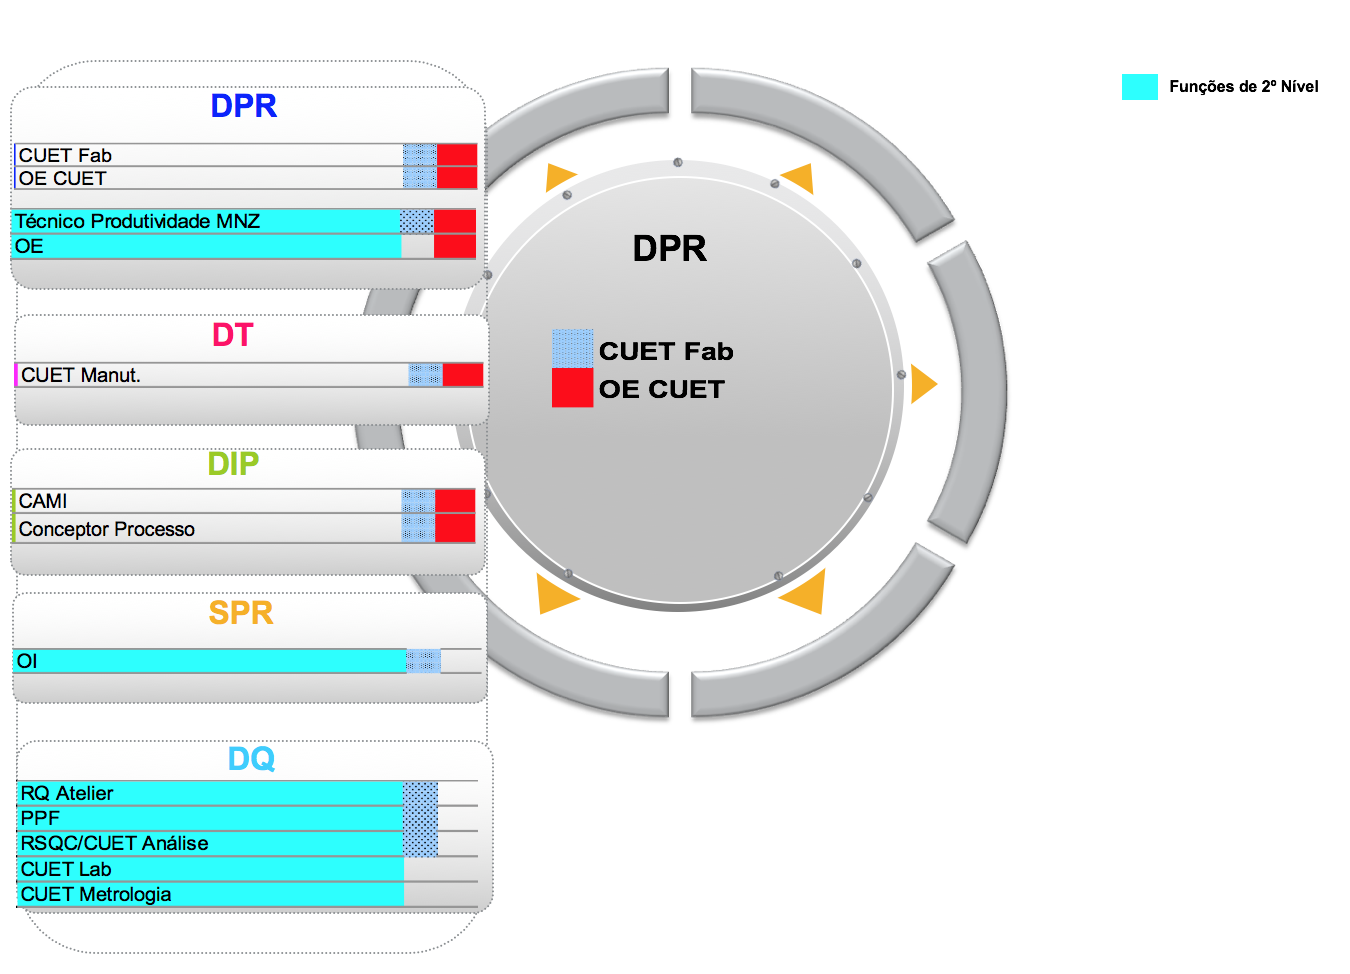 Funções de 2º Nível
DPR
CUET Fab
OE CUET
Técnico Produtividade MNZ
OE
DT
CUET Manut.
DIP
CAMI
Conceptor Processo
SPR
OI
DQ
RQ Atelier
PPF
RSQC/CUET Análise
CUET Lab
CUET Metrologia
DPR
CUET Fab
OE CUET